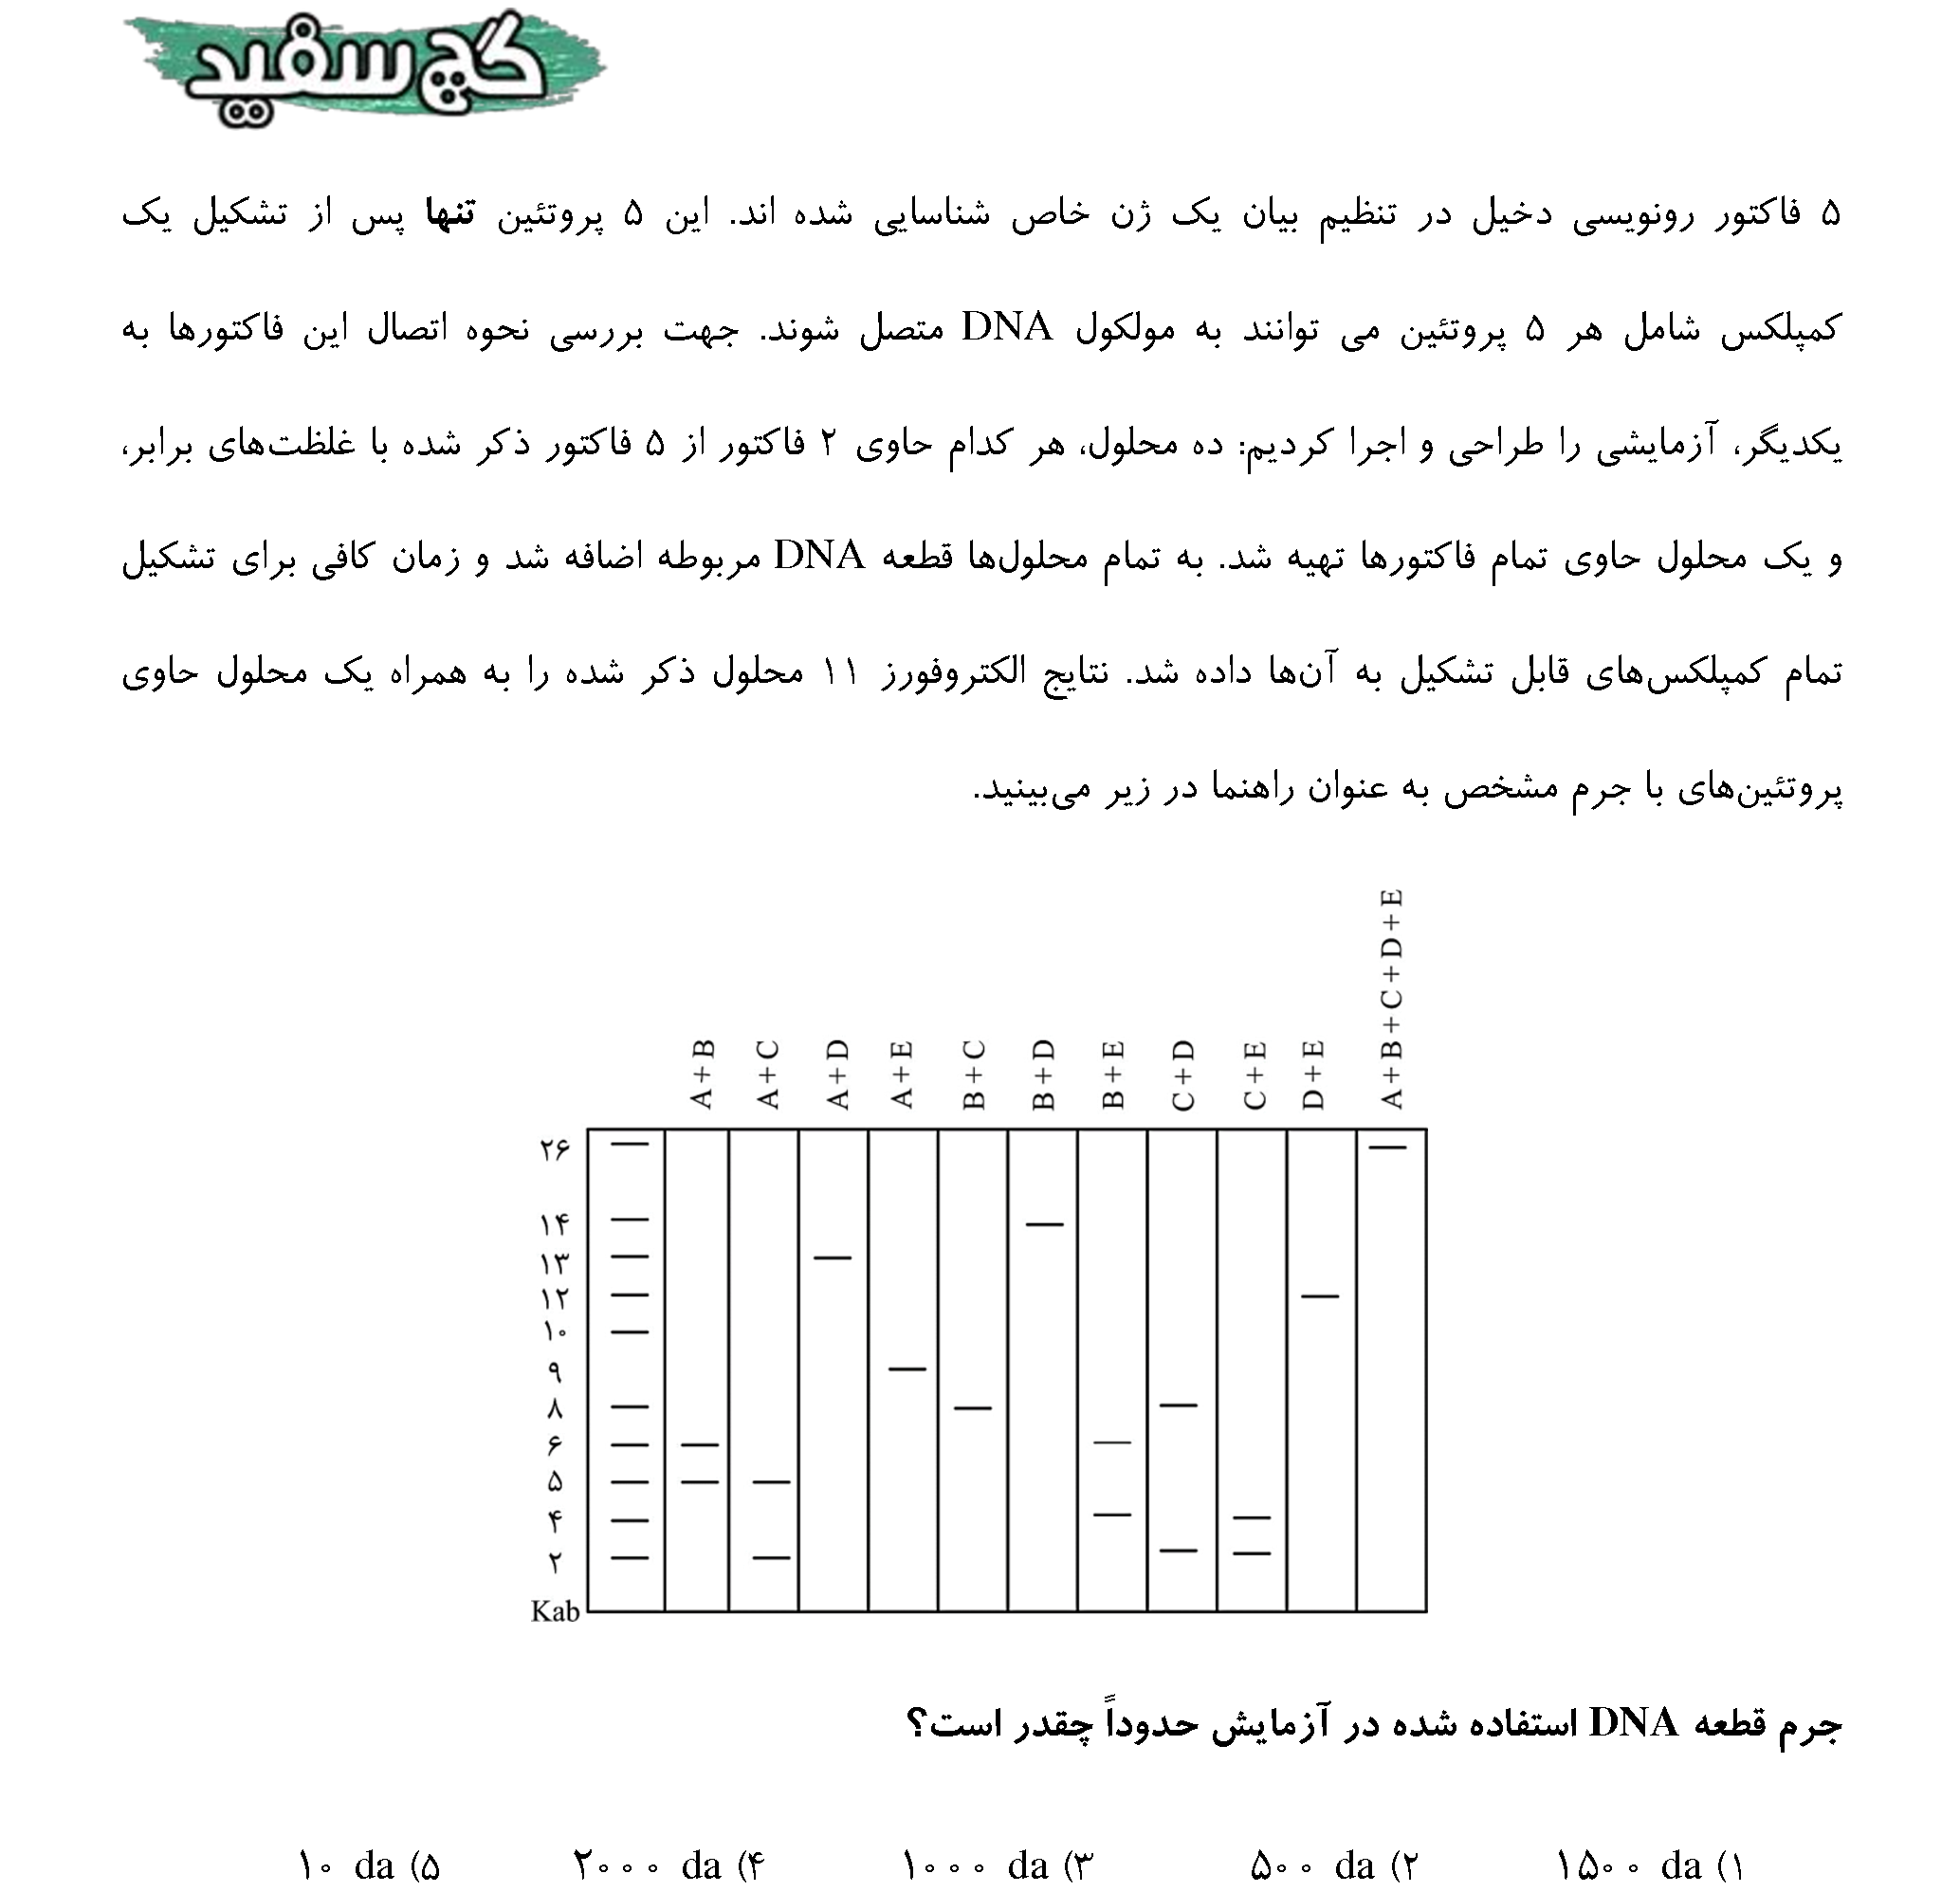 گچ سفید
۵ فاکتور رونویسی دخیل در تنظیم بیان یک ژن خاص شناسایی شده اند. این ۵ پروتئین تنها پس از تشکیل یک
کمپلکس شامل هر ۵ پروتئین می توانند به مولکول DNA متصل شوند. جهت بررسی نحوه اتصال این فاکتورها به
یکدیگر، آزمایشی را طراحی و اجرا کردیم: ده محلول، هر کدام حاوی ۲ فاکتور از ۵ فاکتور ذکر شده با غلظت‌های برابر،
و یک محلول حاوی تمام فاکتورها تهیه شد. به تمام محلول‌ها قطعه DNA مربوطه اضافه شد و زمان کافی برای تشکیل
تمام کمپلکس‌های قابل تشکیل به آن‌ها داده شد. نتایج الکتروفورز ۱۱ محلول ذکر شده را به همراه یک محلول حاوی
پروتئین‌های با جرم مشخص به عنوان راهنما در زیر می‌بینید.
A+B
A+C
A+D
A+E
B+C
B+D
B+E
C+D
C+E
D+E
A+B+C+D+E
۲۶
۱۴
۱۳
۱۲
۱۰
۹
۸
۶
۵
۴
۲
Kab
جرم قطعه DNA استفاده شده در آزمایش حدوداً چقدر است؟
۱) ۱۵۰۰ da ۲) ۵۰۰ da ۳) ۱۰۰۰ da ۴) ۲۰۰۰ da ۵) ۱۰ da